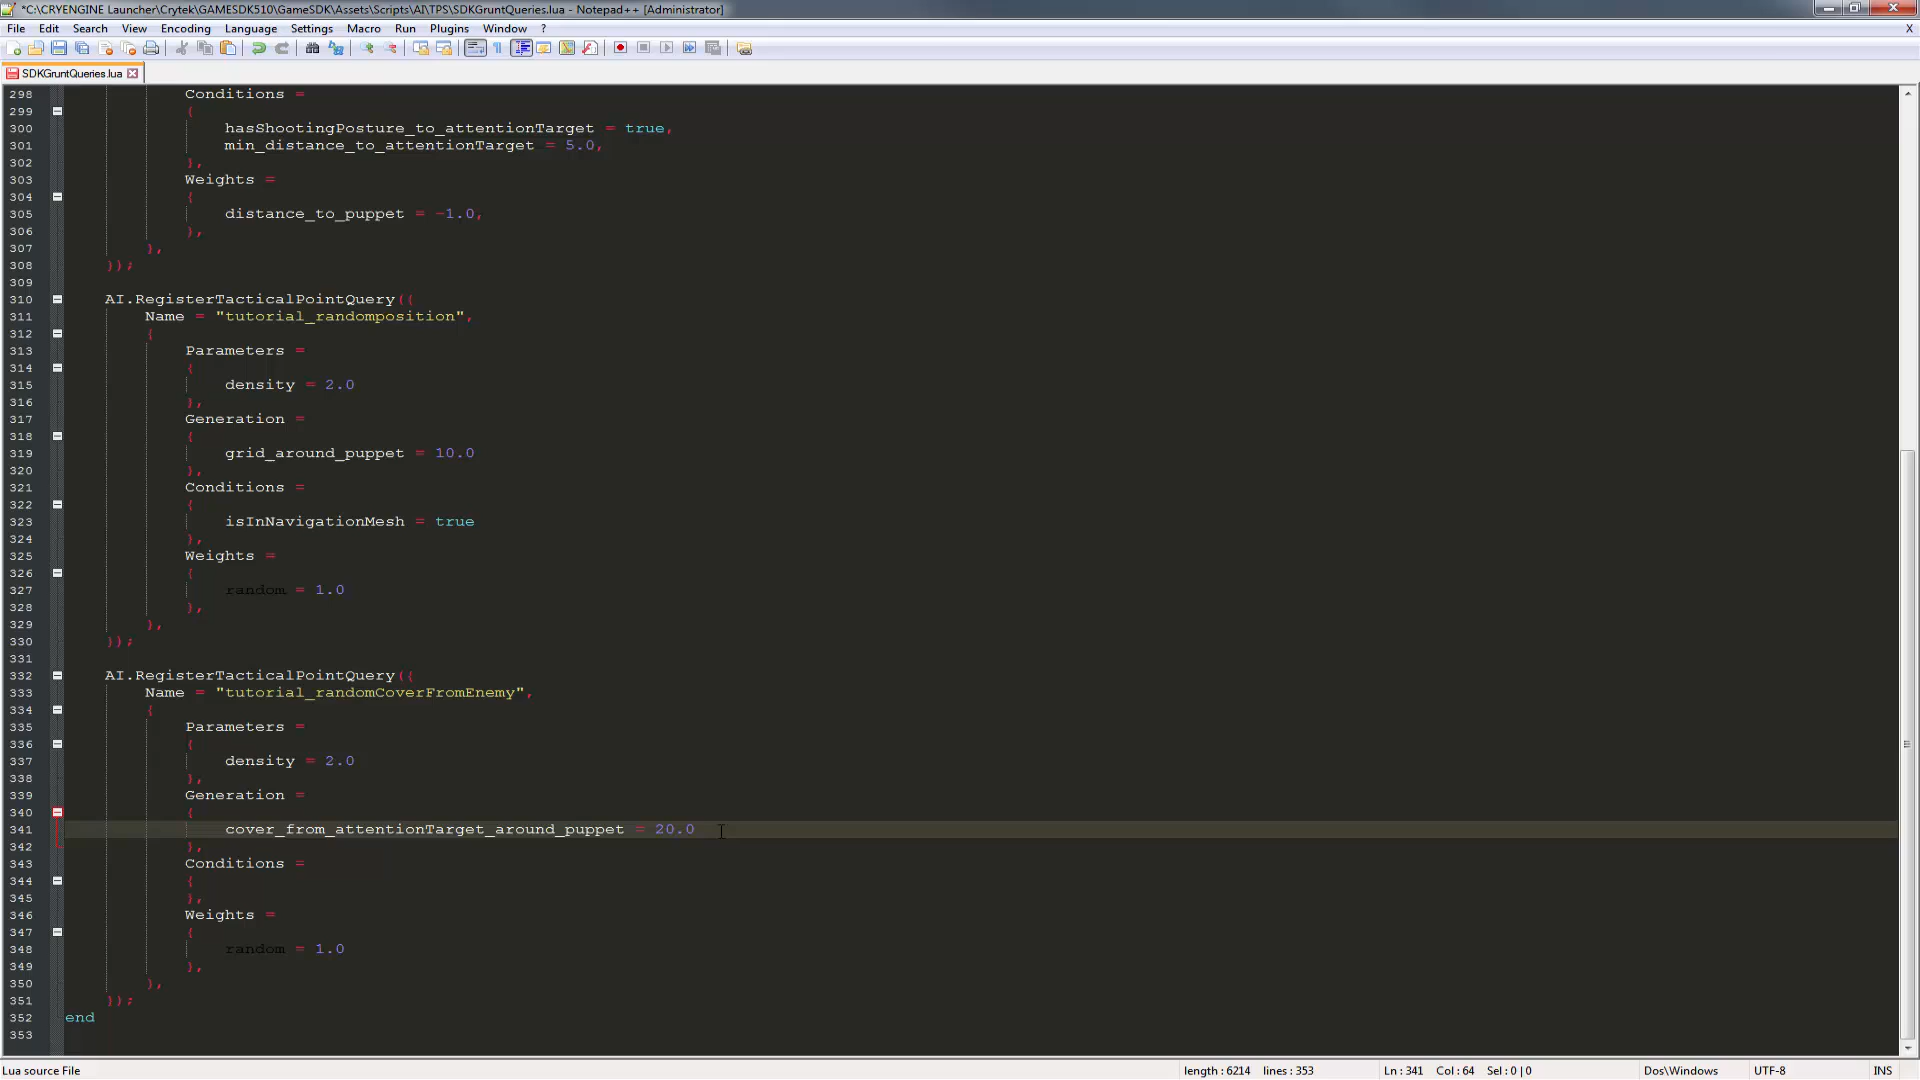 *C:\CRYENGINE Launcher\Crytek\GAMESDK510\GameSDK\Assets\Scripts\AI\TPS\SDKGruntQueries.lua - Notepad++ [Administrator]
File Edit Search View Encoding Language Settings Macro Run Plugins Window ? X
SDKGruntQueries.lua
298 Conditions =
299 {
300 hasShootingPosture_to_attentionTarget = true,
301 min_distance_to_attentionTarget = 5.0,
302 },
303 Weights =
304 {
305 distance_to_puppet = -1.0,
306 },
307 },
308 });
309
310 AI.RegisterTacticalPointQuery({
311 Name = "tutorial_randomposition",
312 {
313 Parameters =
314 {
315 density = 2.0
316 },
317 Generation =
318 {
319 grid_around_puppet = 10.0
320 },
321 Conditions =
322 {
323 isInNavigationMesh = true
324 },
325 Weights =
326 {
327 random = 1.0
328 },
329 },
330 });
331
332 AI.RegisterTacticalPointQuery({
333 Name = "tutorial_randomCoverFromEnemy",
334 {
335 Parameters =
336 {
337 density = 2.0
338 },
339 Generation =
340 {
341 cover_from_attentionTarget_around_puppet = 20.0
342 },
343 Conditions =
344 {
345 },
346 Weights =
347 {
348 random = 1.0
349 },
350 },
351 });
352 end
353
Lua source File length : 6214 lines : 353 Ln : 341 Col : 64 Sel : 0 | 0 Dos\Windows UTF-8 INS